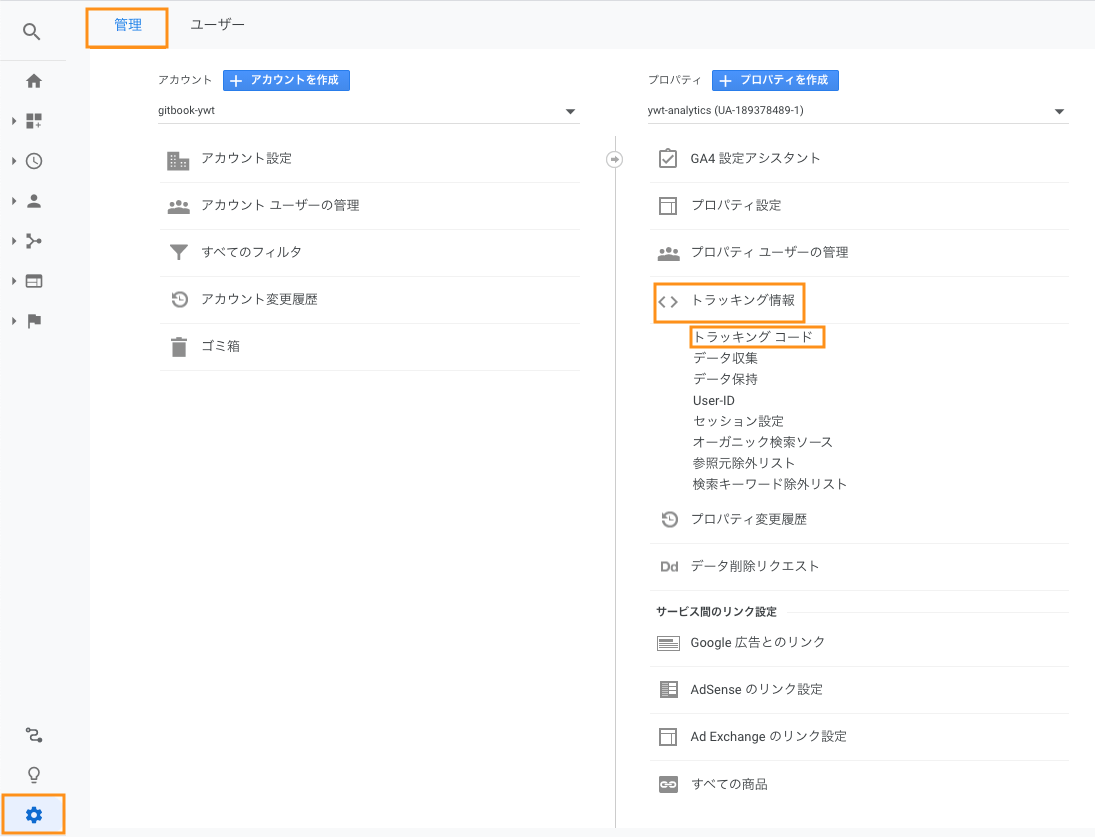 管理
ユーザー
アカウント
アカウントを作成
gitbook-ywt
アカウント設定
アカウント ユーザーの管理
すべてのフィルタ
アカウント変更履歴
ゴミ箱
プロパティ
プロパティを作成
ywt-analytics (UA-189378489-1)
GA4 設定アシスタント
プロパティ設定
プロパティ ユーザーの管理
トラッキング情報
トラッキング コード
データ収集
データ保持
User-ID
セッション設定
オーガニック検索ソース
参照元除外リスト
検索キーワード除外リスト
プロパティ変更履歴
Dd データ削除リクエスト
サービス間のリンク設定
Google 広告とのリンク
AdSense のリンク設定
Ad Exchange のリンク設定
すべての商品